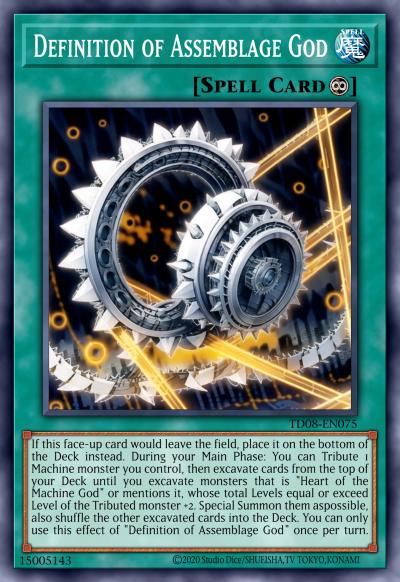 DEFINITION OF ASSEMBLAGE GOD
SPELL
魔
[SPELL CARD]
TD08-EN075
If this face-up card would leave the field, place it on the bottom of
the Deck instead. During your Main Phase: You can Tribute 1
Machine monster you control, then excavate cards from the top of
your Deck until you excavate monsters that is "Heart of the
Machine God" or mentions it, whose total Levels equal or exceed
Level of the Tributed monster +2. Special Summon them aspossible,
also shuffle the other excavated cards into the Deck. You can only
use this effect of "Definition of Assemblage God" once per turn.
15005143
©2020 Studio Dice/SHUEISHA, TV TOKYO, KONAMI